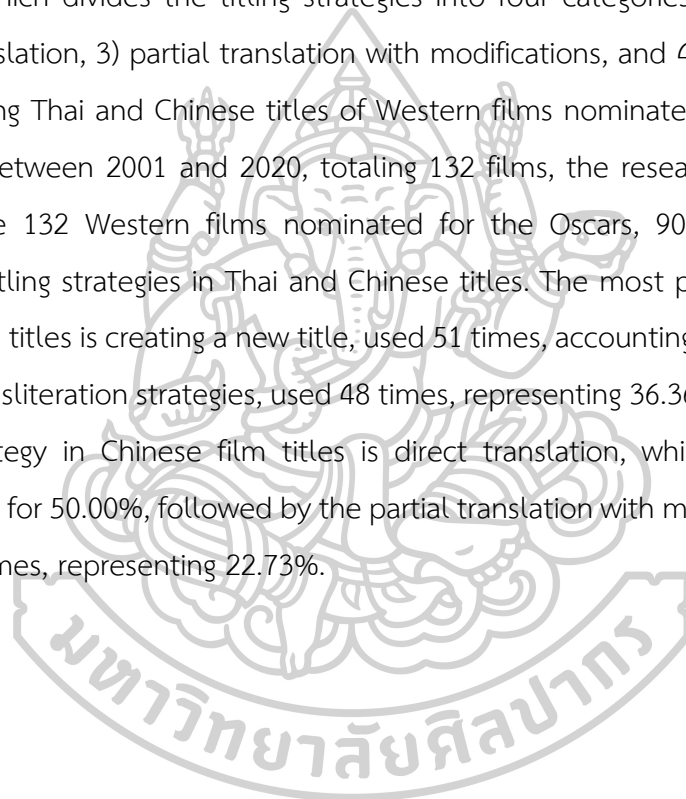 which divides the titling strategies into four categories
slation, 3) partial translation with modifications, and 4
ng Thai and Chinese titles of Western films nominate
between 2001 and 2020, totaling 132 films, the resea
e 132 Western films nominated for the Oscars, 90
tling strategies in Thai and Chinese titles. The most p
titles is creating a new title, used 51 times, accounting
sliteration strategies, used 48 times, representing 36.36
tegy in Chinese film titles is direct translation, whi
for 50.00%, followed by the partial translation with m
mes, representing 22.73%.
มหาวิทยาลัยศิลปากร